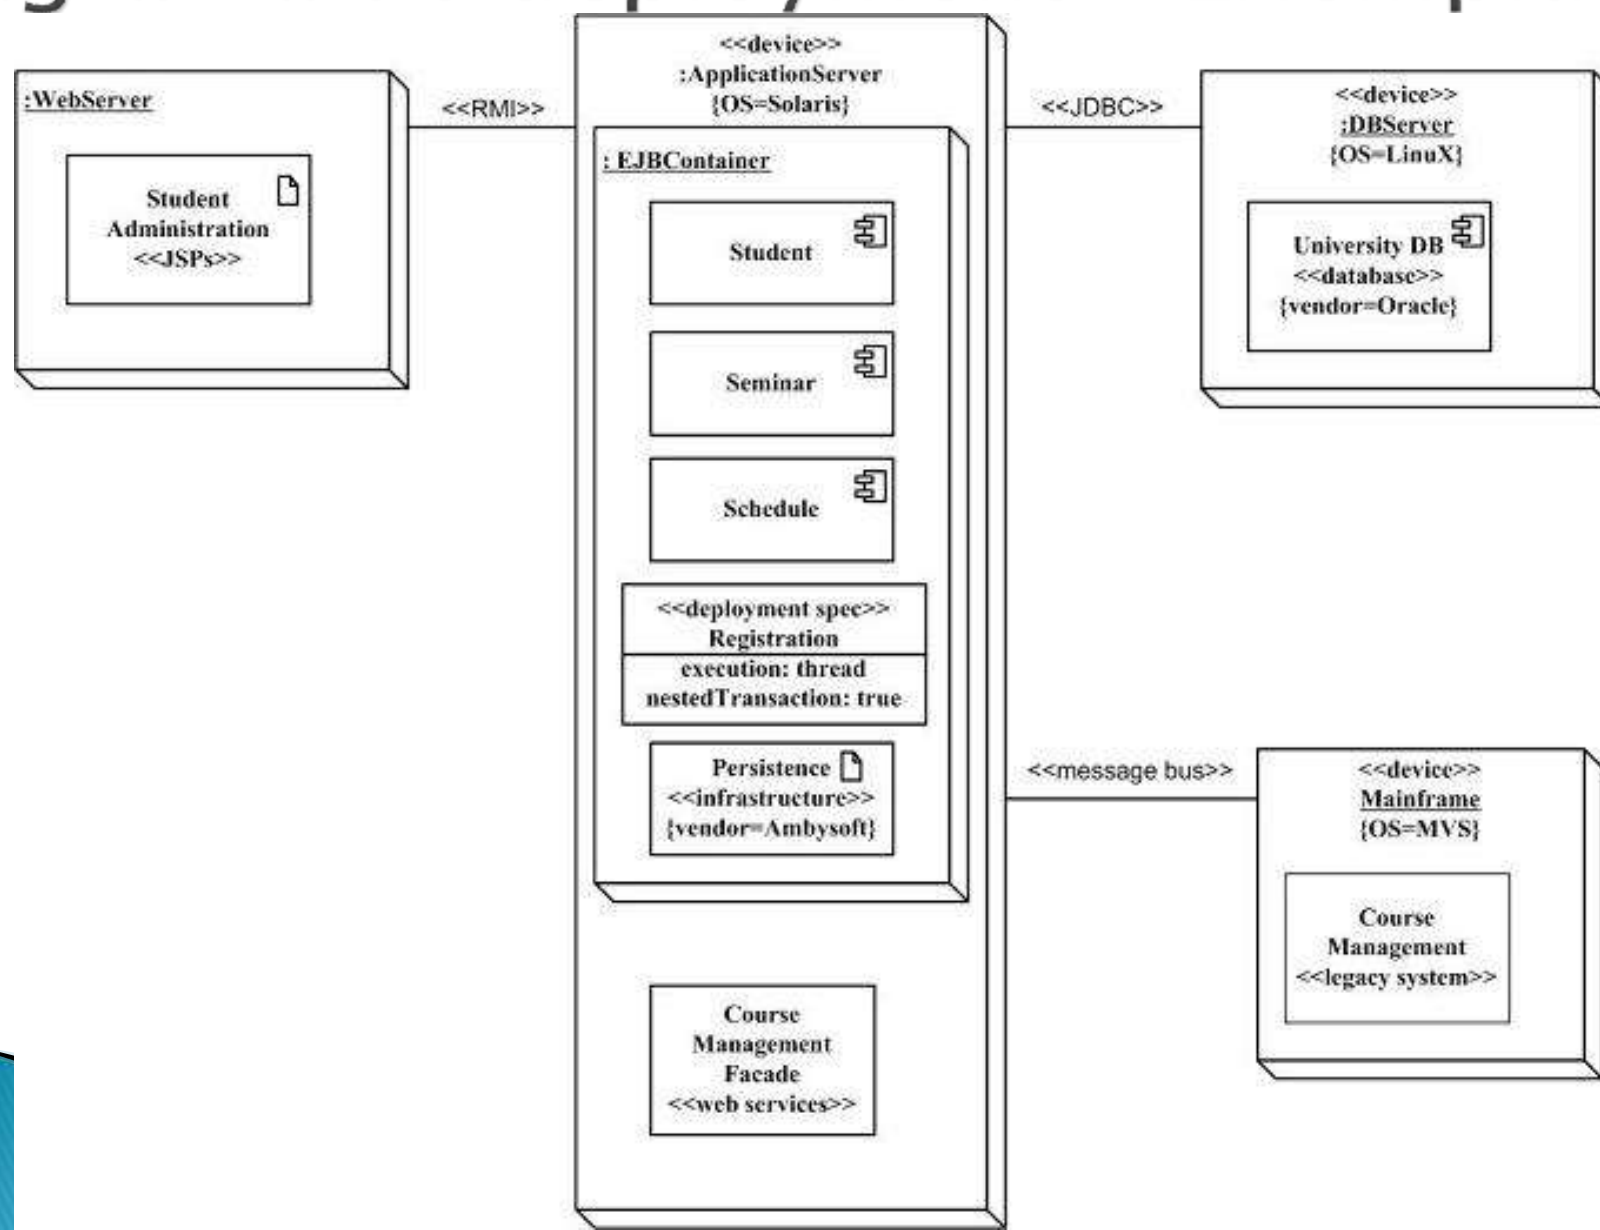 :WebServer
Student
Administration
<<JSPs>>
<<RMI>>
<<device>>
:ApplicationServer
{OS=Solaris}
: EJBContainer
Student
Seminar
Schedule
<<deployment spec>>
Registration
execution: thread
nestedTransaction: true
Persistence
<<infrastructure>>
{vendor=Ambysoft}
Course
Management
Facade
<<web services>>
<<JDBC>>
<<device>>
:DBServer
{OS=LinuX}
University DB
<<database>>
{vendor=Oracle}
<<message bus>>
<<device>>
Mainframe
{OS=MVS}
Course
Management
<<legacy system>>